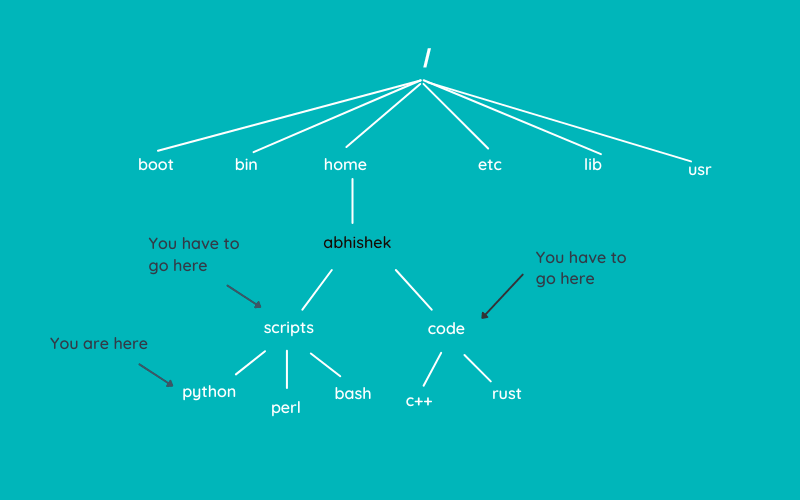 /
boot bin home etc lib usr
abhishek
You have to
go here
You have to
go here
scripts code
You are here
python perl bash c++ rust